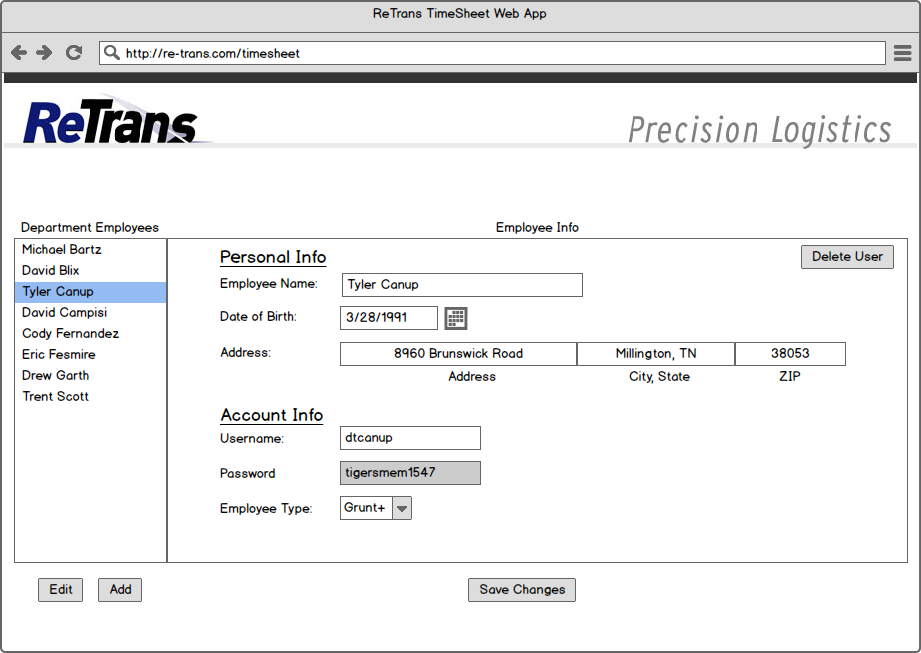 ReTrans TimeSheet Web App
http://re-trans.com/timesheet
ReTrans
Precision Logistics
Department Employees
Employee Info
Michael Bartz
David Blix
Tyler Canup
David Campisi
Cody Fernandez
Eric Fesmire
Drew Garth
Trent Scott
Personal Info
Delete User
Employee Name: Tyler Canup
Date of Birth: 3/28/1991
Address: 8960 Brunswick Road Millington, TN 38053
Address City, State ZIP
Account Info
Username: dtcanup
Password tigersmem1547
Employee Type: Grunt+
Edit Add Save Changes